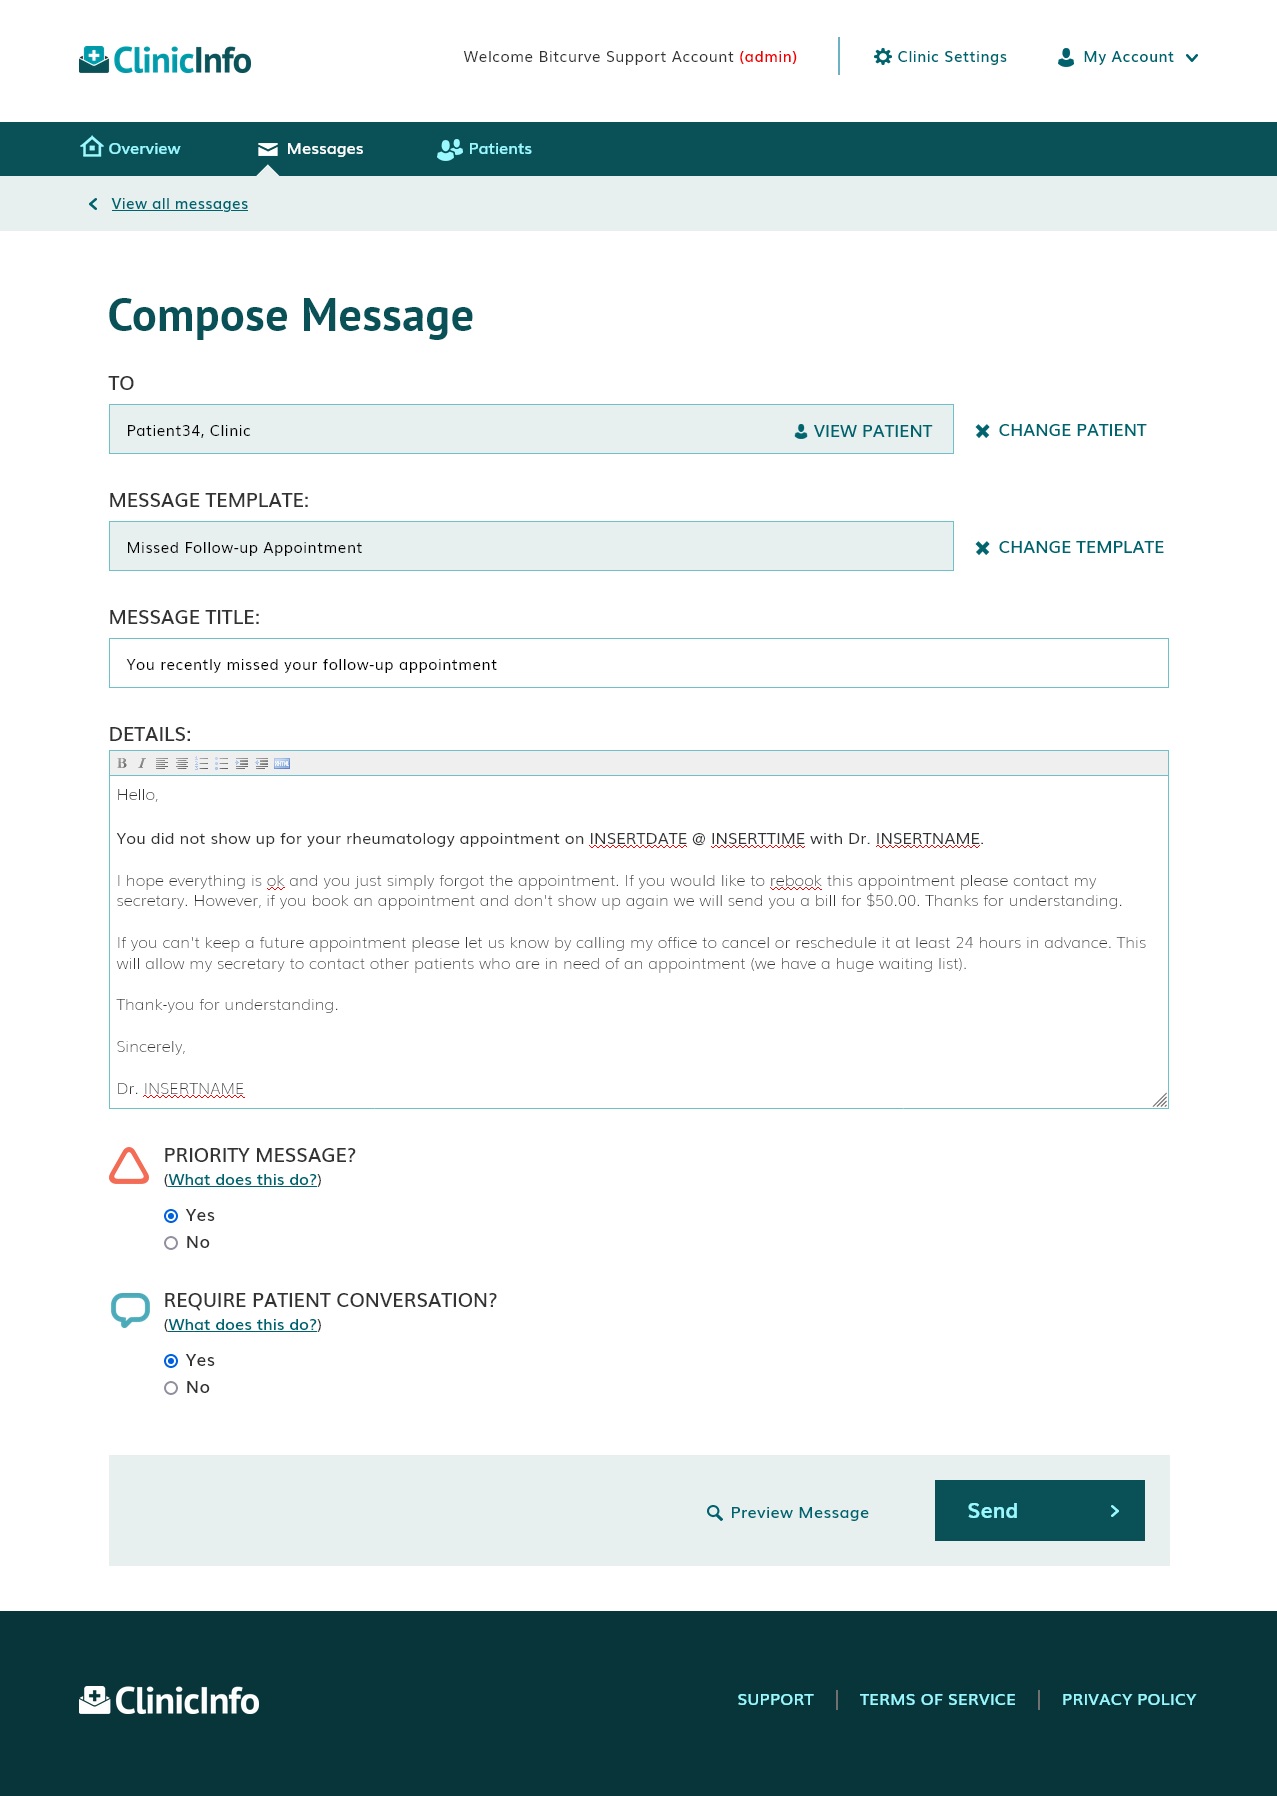 ClinicInfo
Welcome Bitcurve Support Account (admin)
Clinic Settings
My Account
Overview
Messages
Patients
View all messages
Compose Message
TO
Patient34, Clinic
VIEW PATIENT
CHANGE PATIENT
MESSAGE TEMPLATE:
Missed Follow-up Appointment
CHANGE TEMPLATE
MESSAGE TITLE:
You recently missed your follow-up appointment
DETAILS:
B I
Hello,
You did not show up for your rheumatology appointment on INSERTDATE @ INSERTTIME with Dr. INSERTNAME.
I hope everything is ok and you just simply forgot the appointment. If you would like to rebook this appointment please contact my
secretary. However, if you book an appointment and don't show up again we will send you a bill for $50.00. Thanks for understanding.
If you can't keep a future appointment please let us know by calling my office to cancel or reschedule it at least 24 hours in advance. This
will allow my secretary to contact other patients who are in need of an appointment (we have a huge waiting list).
Thank-you for understanding.
Sincerely,
Dr. INSERTNAME
PRIORITY MESSAGE?
(What does this do?)
Yes
No
REQUIRE PATIENT CONVERSATION?
(What does this do?)
Yes
No
Preview Message
Send
ClinicInfo
SUPPORT
TERMS OF SERVICE
PRIVACY POLICY